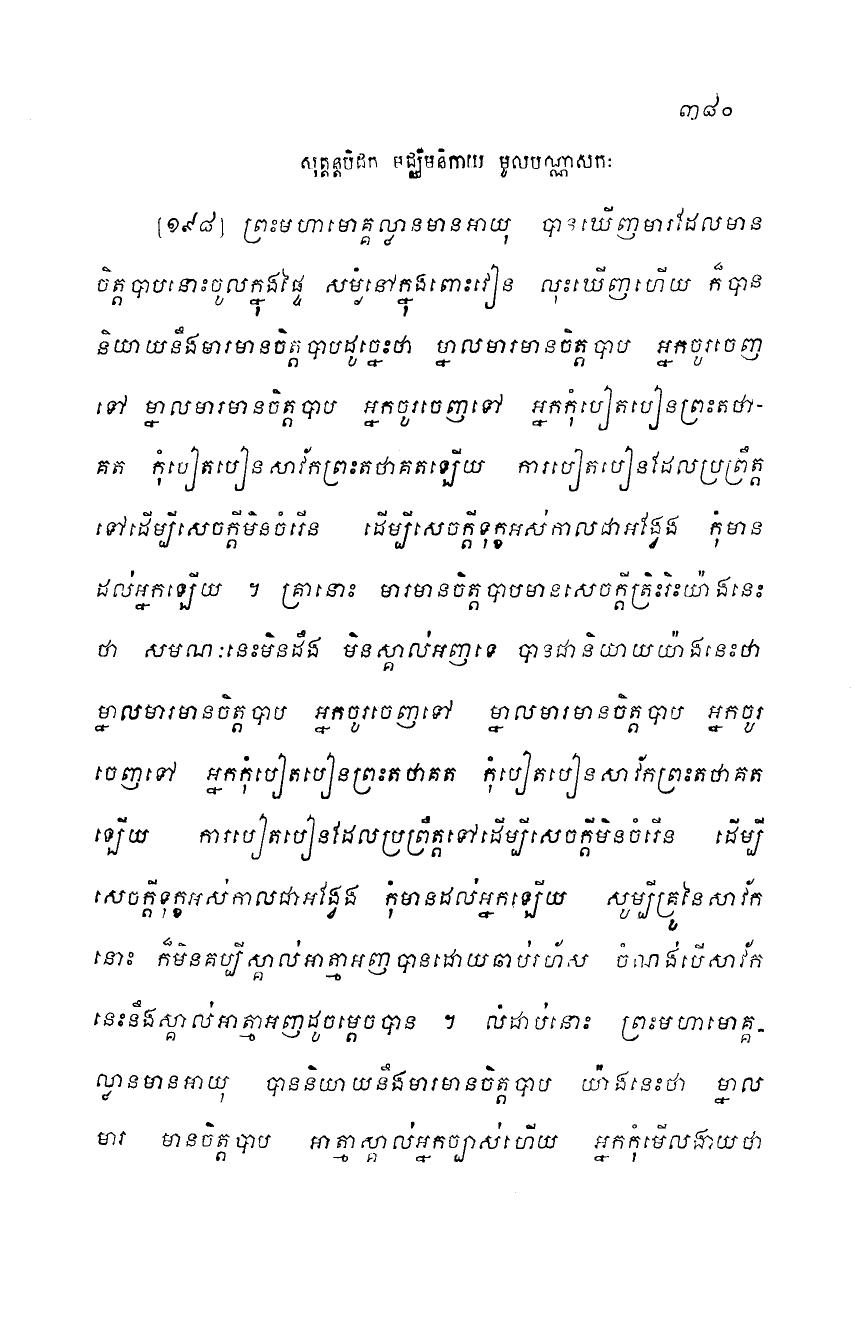 ៣៨០
សុត្តន្តបិដក មជ្ឈិមនិកាយ មូលបណ្ណាសកៈ
[១៩៨] ព្រះមហាមោគ្គល្លានមានអាយុ បានឃើញមារដែលមាន
ចិត្តបាបនោះចូលក្នុងផ្ទៃ សម្ងំនៅក្នុងពោះវៀន លុះឃើញហើយ ក៏បាន
និយាយនឹងមារមានចិត្តបាបដូច្នេះថា ម្នាលមារមានចិត្តបាប អ្នកចូរចេញ
ទៅ ម្នាលមារមានចិត្តបាប អ្នកចូរចេញទៅ អ្នកកុំបៀតបៀនព្រះតថា-
គត កុំបៀតបៀនសាវ័កព្រះតថាគតឡើយ ការបៀតបៀនដែលប្រព្រឹត្ត
ទៅដើម្បីសេចក្តីមិនចំរើន ដើម្បីសេចក្តីទុក្ខអស់កាលជាអង្វែង កុំមាន
ដល់អ្នកឡើយ ។ គ្រានោះ មារមានចិត្តបាបមានសេចក្តីត្រិះរិះយ៉ាងនេះ
ថា សមណៈនេះមិនដឹង មិនស្គាល់អញទេ បានជានិយាយយ៉ាងនេះថា
ម្នាលមារមានចិត្តបាប អ្នកចូរចេញទៅ ម្នាលមារមានចិត្តបាប អ្នកចូរ
ចេញទៅ អ្នកកុំបៀតបៀនព្រះតថាគត កុំបៀតបៀនសាវ័កព្រះតថាគត
ឡើយ ការបៀតបៀនដែលប្រព្រឹត្តទៅដើម្បីសេចក្តីមិនចំរើន ដើម្បី
សេចក្តីទុក្ខអស់កាលជាអង្វែង កុំមានដល់អ្នកឡើយ សូម្បីគ្រូនៃសាវ័ក
នោះ ក៏មិនគប្បីស្គាល់អាត្មាអញបានដោយឆាប់រហ័ស ចំណង់បើសាវ័ក
នេះនឹងស្គាល់អាត្មាអញដូចម្តេចបាន ។ លំដាប់នោះ ព្រះមហាមោគ្គ-
ល្លានមានអាយុ បាននិយាយនឹងមារមានចិត្តបាប យ៉ាងនេះថា ម្នាល
មារ មានចិត្តបាប អាត្មាស្គាល់អ្នកច្បាស់ហើយ អ្នកកុំមើលងាយថា